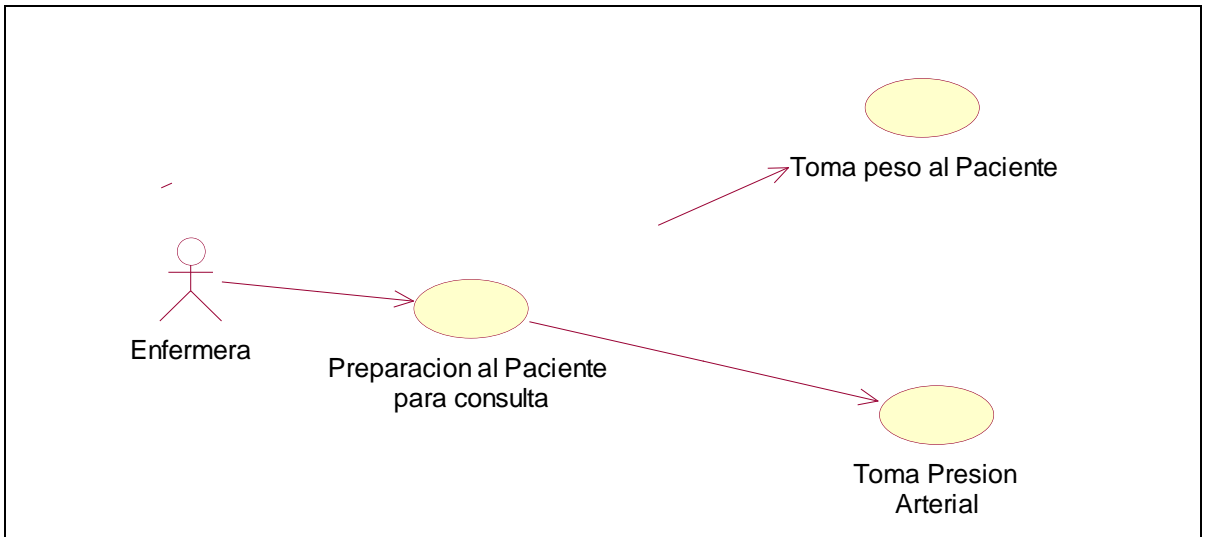 Toma peso al Paciente
Enfermera
Preparacion al Paciente
para consulta
Toma Presion
Arterial